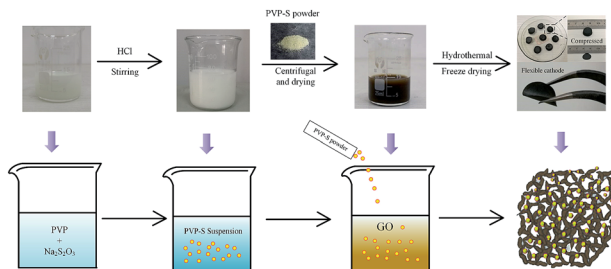 PVP-S powder
HCl
Stirring
Centrifugal
and drying
Hydrothermal
Freeze drying
Compressed
Flexible cathode
PVP
+
Na₂S₂O₃
PVP-S Suspension
PVP-S powder
GO